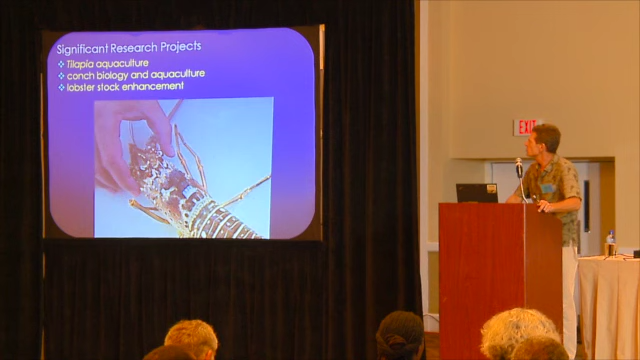 Significant Research Projects
❖ Tilapia aquaculture
❖ conch biology and aquaculture
❖ lobster stock enhancement
EXIT